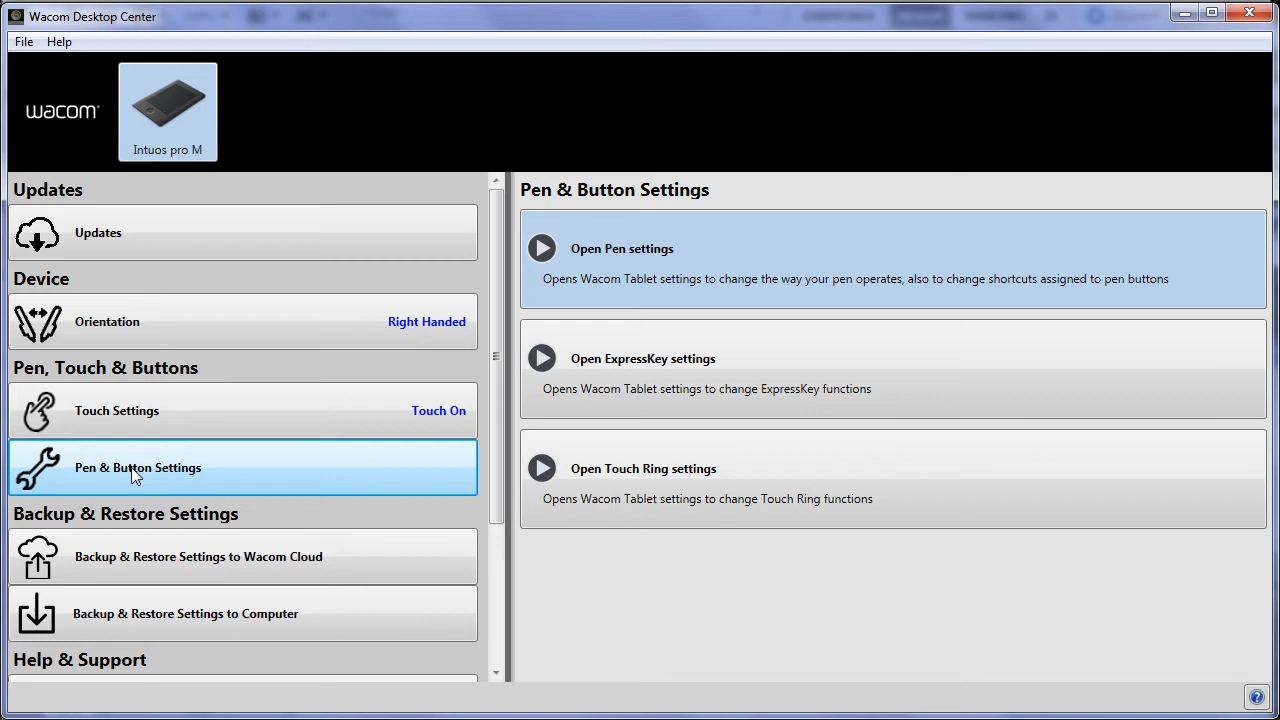 Wacom Desktop Center
File Help
wacom
Intuos pro M
Updates
Updates
Device
Orientation Right Handed
Pen, Touch & Buttons
Touch Settings Touch On
Pen & Button Settings
Backup & Restore Settings
Backup & Restore Settings to Wacom Cloud
Backup & Restore Settings to Computer
Help & Support
Pen & Button Settings
Open Pen settings
Opens Wacom Tablet settings to change the way your pen operates, also to change shortcuts assigned to pen buttons
Open ExpressKey settings
Opens Wacom Tablet settings to change ExpressKey functions
Open Touch Ring settings
Opens Wacom Tablet settings to change Touch Ring functions